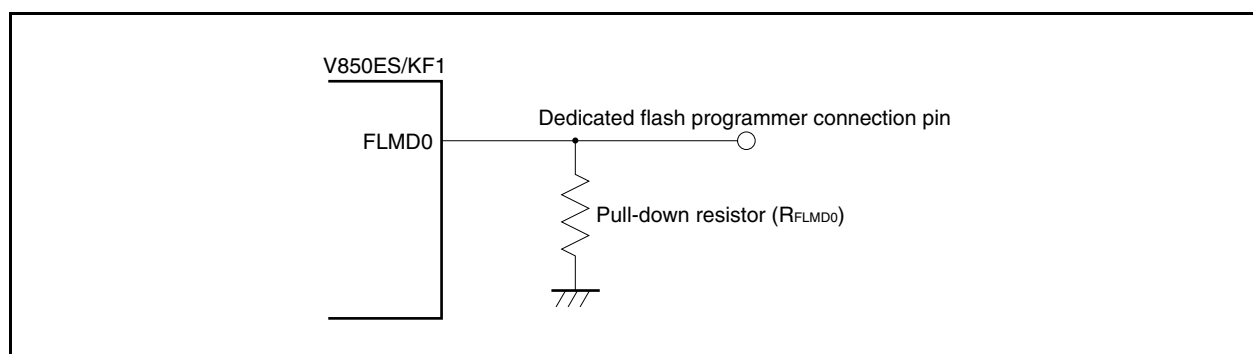 V850ES/KF1
Dedicated flash programmer connection pin
FLMD0
Pull-down resistor (RFLMD0)